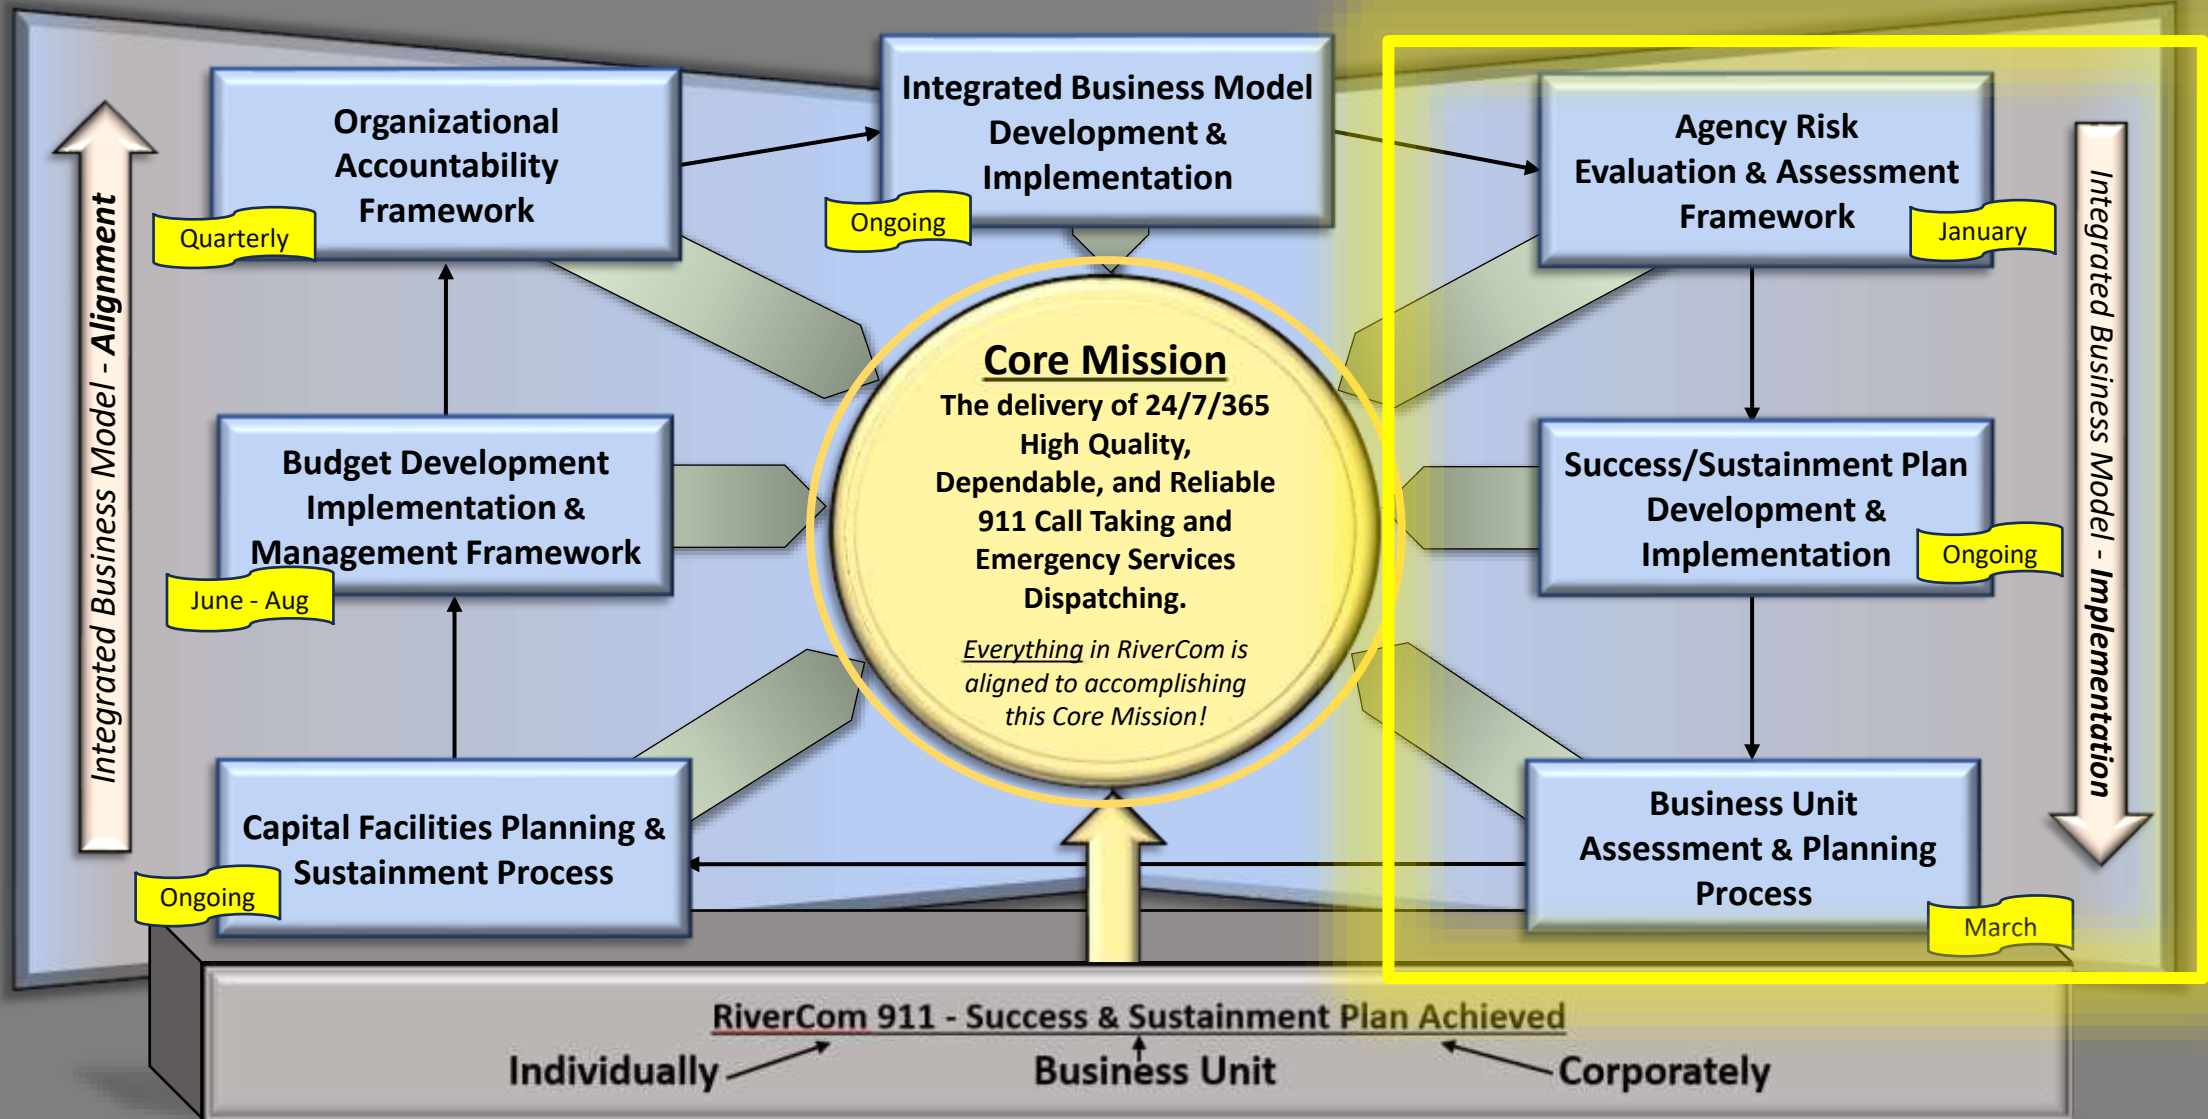 Integrated Business Model - Alignment
Organizational
Accountability
Framework
Quarterly
Integrated Business Model
Development &
Implementation
Ongoing
Agency Risk
Evaluation & Assessment
Framework
January
Integrated Business Model - Implementation
Budget Development
Implementation &
Management Framework
June - Aug
Core Mission
The delivery of 24/7/365
High Quality,
Dependable, and Reliable
911 Call Taking and
Emergency Services
Dispatching.
Everything in RiverCom is
aligned to accomplishing
this Core Mission!
Success/Sustainment Plan
Development &
Implementation
Ongoing
Capital Facilities Planning &
Sustainment Process
Ongoing
Business Unit
Assessment & Planning
Process
March
RiverCom 911 - Success & Sustainment Plan Achieved
Individually
Business Unit
Corporately